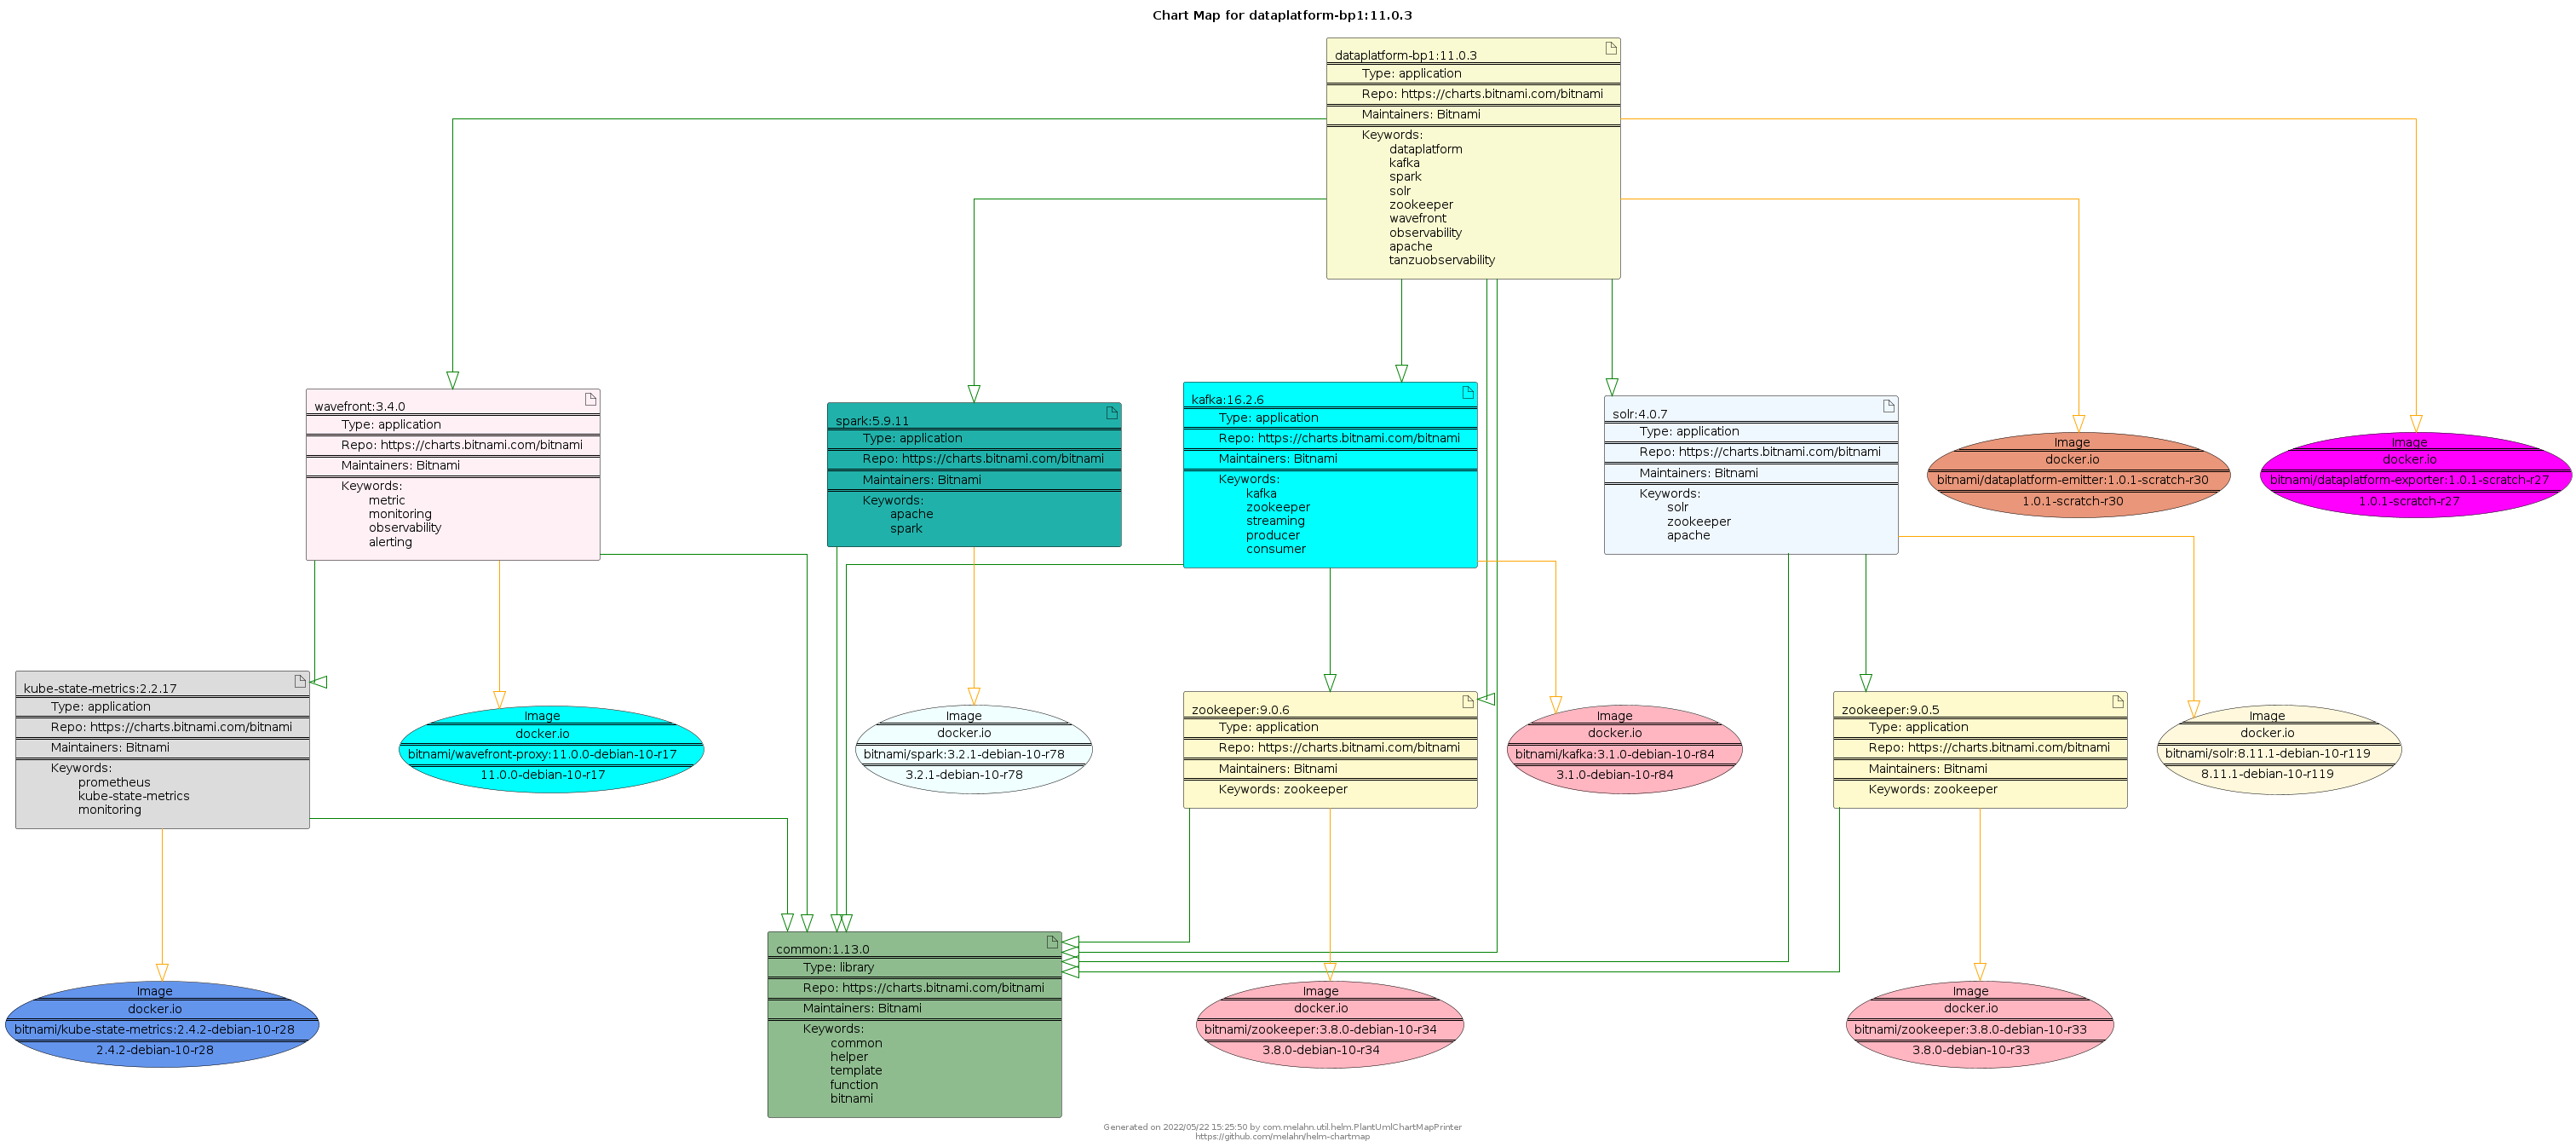 Chart Map for dataplatform-bp1:11.0.3
dataplatform-bp1:11.0.3
Type: application
Repo: https://charts.bitnami.com/bitnami
Maintainers: Bitnami
Keywords:
dataplatform
kafka
spark
solr
zookeeper
wavefront
observability
apache
tanzuobservability
wavefront:3.4.0
Type: application
Repo: https://charts.bitnami.com/bitnami
Maintainers: Bitnami
Keywords:
metric
monitoring
observability
alerting
spark:5.9.11
Type: application
Repo: https://charts.bitnami.com/bitnami
Maintainers: Bitnami
Keywords:
apache
spark
kafka:16.2.6
Type: application
Repo: https://charts.bitnami.com/bitnami
Maintainers: Bitnami
Keywords:
kafka
zookeeper
streaming
producer
consumer
solr:4.0.7
Type: application
Repo: https://charts.bitnami.com/bitnami
Maintainers: Bitnami
Keywords:
solr
zookeeper
apache
Image
docker.io
bitnami/dataplatform-emitter:1.0.1-scratch-r30
1.0.1-scratch-r30
Image
docker.io
bitnami/dataplatform-exporter:1.0.1-scratch-r27
1.0.1-scratch-r27
kube-state-metrics:2.2.17
Type: application
Repo: https://charts.bitnami.com/bitnami
Maintainers: Bitnami
Keywords:
prometheus
kube-state-metrics
monitoring
Image
docker.io
bitnami/wavefront-proxy:11.0.0-debian-10-r17
11.0.0-debian-10-r17
Image
docker.io
bitnami/spark:3.2.1-debian-10-r78
3.2.1-debian-10-r78
zookeeper:9.0.6
Type: application
Repo: https://charts.bitnami.com/bitnami
Maintainers: Bitnami
Keywords: zookeeper
Image
docker.io
bitnami/kafka:3.1.0-debian-10-r84
3.1.0-debian-10-r84
zookeeper:9.0.5
Type: application
Repo: https://charts.bitnami.com/bitnami
Maintainers: Bitnami
Keywords: zookeeper
Image
docker.io
bitnami/solr:8.11.1-debian-10-r119
8.11.1-debian-10-r119
common:1.13.0
Type: library
Repo: https://charts.bitnami.com/bitnami
Maintainers: Bitnami
Keywords:
common
helper
template
function
bitnami
Image
docker.io
bitnami/kube-state-metrics:2.4.2-debian-10-r28
2.4.2-debian-10-r28
Image
docker.io
bitnami/zookeeper:3.8.0-debian-10-r34
3.8.0-debian-10-r34
Image
docker.io
bitnami/zookeeper:3.8.0-debian-10-r33
3.8.0-debian-10-r33
Generated on 2022/05/22 15:25:50 by com.melahn.util.helm.PlantUmlChartMapPrinter
https://github.com/melahn/helm-chartmap